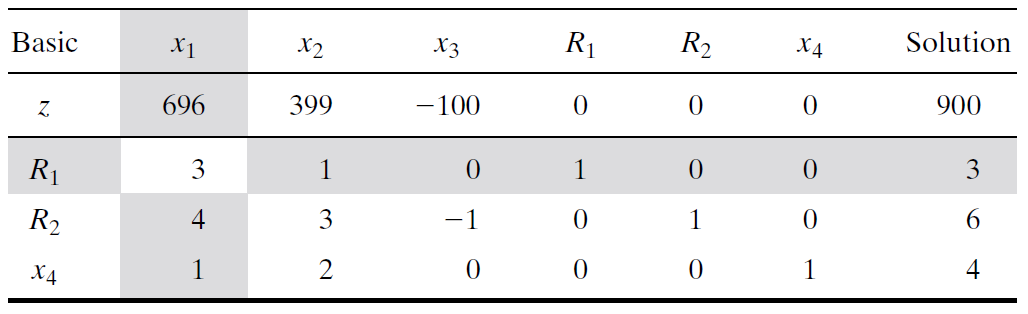 Basic x₁ x₂ x₃ R₁ R₂ x₄ Solution
z 696 399 −100 0 0 0 900
R₁ 3 1 0 1 0 0 3
R₂ 4 3 −1 0 1 0 6
x₄ 1 2 0 0 0 1 4